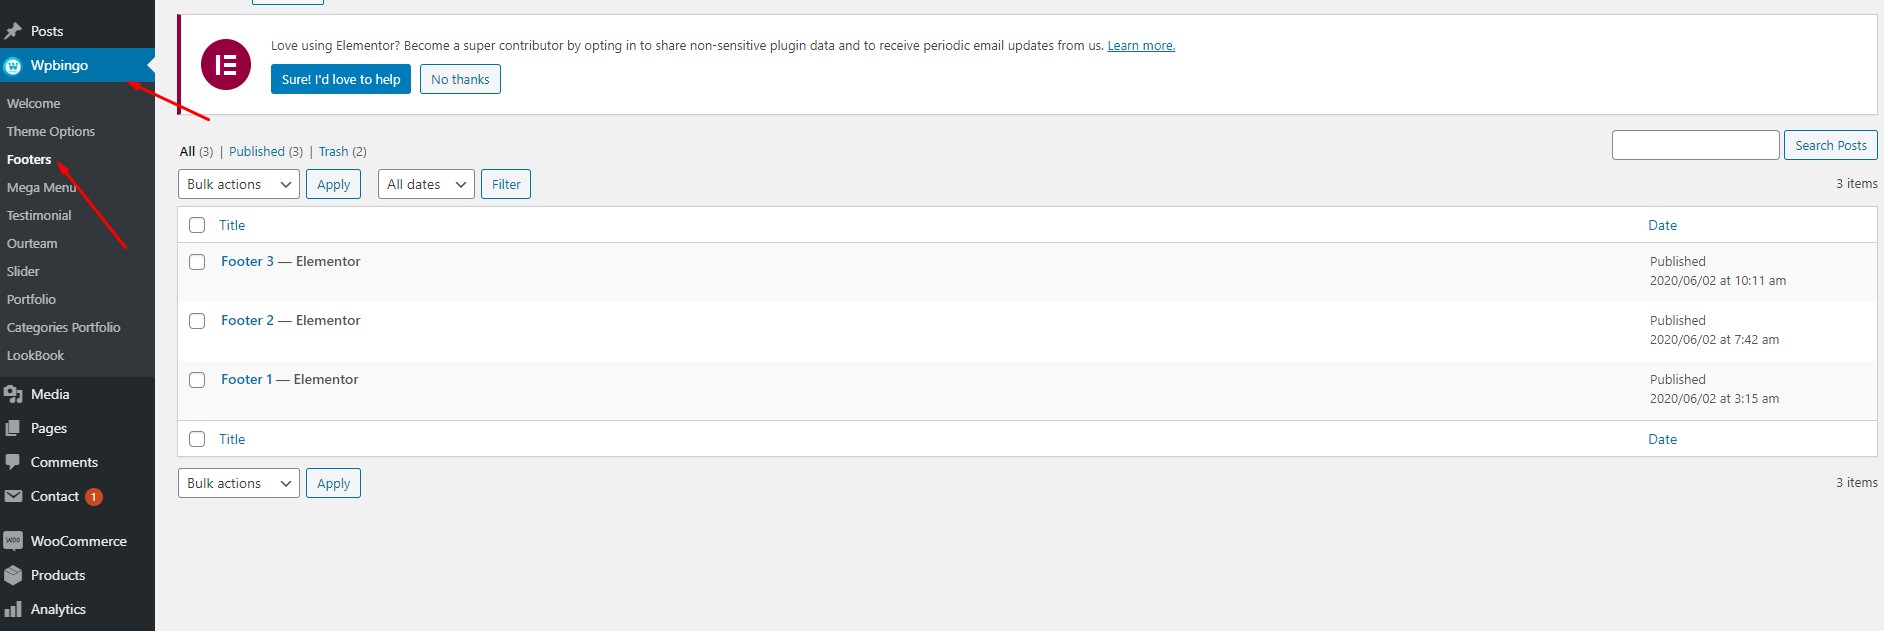 Posts
Wpbingo
Welcome
Theme Options
Footers
Mega Menu
Testimonial
Ourteam
Slider
Portfolio
Categories Portfolio
LookBook
Media
Pages
Comments
Contact 1
WooCommerce
Products
Analytics
Love using Elementor? Become a super contributor by opting in to share non-sensitive plugin data and to receive periodic email updates from us. Learn more.
Sure! I'd love to help No thanks
All (3) | Published (3) | Trash (2)
Search Posts
Bulk actions Apply All dates Filter
3 items
Title Date
Footer 3 — Elementor Published
2020/06/02 at 10:11 am
Footer 2 — Elementor Published
2020/06/02 at 7:42 am
Footer 1 — Elementor Published
2020/06/02 at 3:15 am
Title Date
Bulk actions Apply
3 items